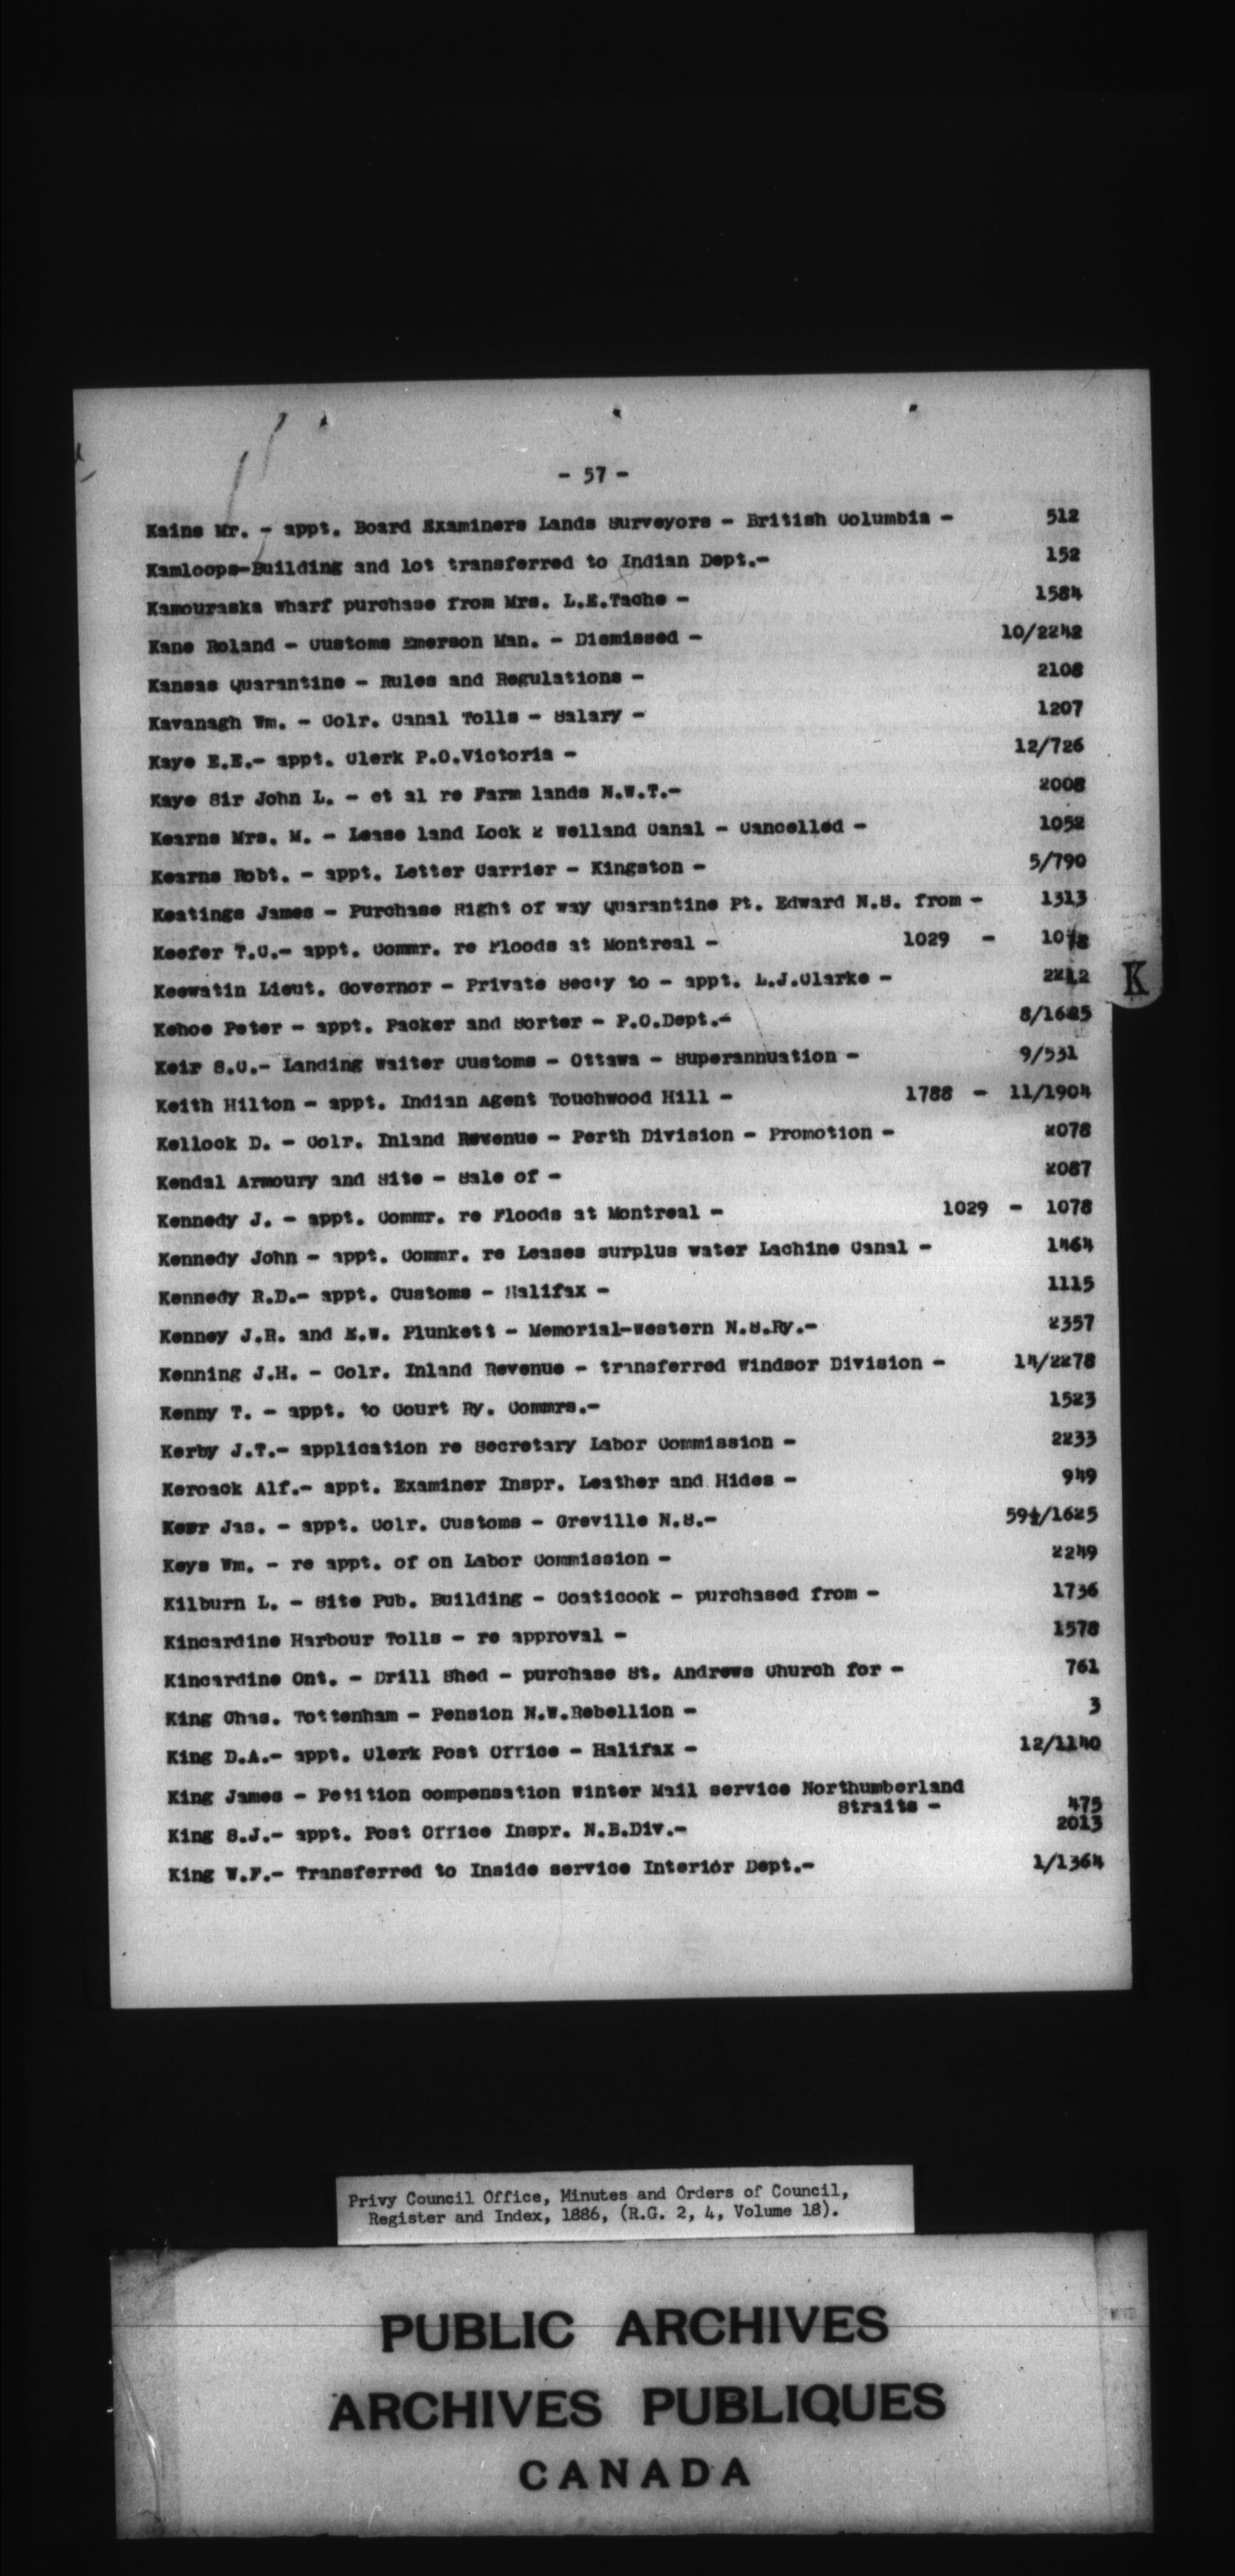 - 57 -
Kains Mr. - appt. Board Examiners Lands Surveyors - British Columbia - 512
Kamloops-Building and lot transferred to Indian Dept.- 152
Kamouraska Wharf purchase from Mrs. L.E.Tache - 1584
Kane Roland - Customs Emerson Man. - Dismissed - 10/2242
Kansas Quarantine - Rules and Regulations - 2108
Kavanagh Wm. - Colr. Canal Tolls - Salary - 1207
Kaye E.E.- appt. Clerk P.O.Victoria - 12/726
Kaye Sir John L. - et al re Farm lands N.W.T.- 2008
Kearns Mrs. M. - Lease land Lock 2 Welland Canal - Cancelled - 1052
Kearns Robt. - appt. Letter Carrier - Kingston - 5/790
Keatings James - Purchase Right of way Quarantine Pt. Edward N.S. from - 1313
Keefer T.C.- appt. Commr. re Floods at Montreal - 1029 - 1078
Keewatin Lieut. Governor - Private Sec'y to - appt. L.J.Clarke - 2212
Kehoe Peter - appt. Packer and Sorter - P.O.Dept.- 8/1625
Keir S.C.- Landing Waiter Customs - Ottawa - Superannuation - 9/531
Keith Hilton - appt. Indian Agent Touchwood Hill - 1788 - 11/1904
Kellock D. - Colr. Inland Revenue - Perth Division - Promotion - 2078
Kendal Armoury and Site - Sale of - 2087
Kennedy J. - appt. Commr. re Floods at Montreal - 1029 - 1078
Kennedy John - appt. Commr. re Leases surplus water Lachine Canal - 1464
Kennedy R.D.- appt. Customs - Halifax - 1115
Kenney J.R. and E.W. Plunkett - Memorial-Western N.S.Ry.- 2357
Kenning J.H. - Colr. Inland Revenue - transferred Windsor Division - 14/2278
Kenny T. - appt. to Court Ry. Commrs.- 1523
Kerby J.T.- application re Secretary Labor Commission - 2233
Keroack Alf.- appt. Examiner Inspr. Leather and Hides - 949
Kerr Jas. - appt. Colr. Customs - Greville N.S.- 59½/1625
Keys Wm. - re appt. of on Labor Commission - 2249
Kilburn L. - Site Pub. Building - Coaticook - purchased from - 1736
Kincardine Harbour Tolls - re approval - 1578
Kincardine Ont. - Drill Shed - purchase St. Andrews Church for - 761
King Chas. Tottenham - Pension N.W.Rebellion - 3
King D.A.- appt. Clerk Post Office - Halifax - 12/1140
King James - Petition compensation Winter Mail service Northumberland
Straits - 475
King S.J.- appt. Post Office Inspr. N.B.Div.- 2013
King W.F.- Transferred to Inside service Interior Dept.- 1/1364
K
Privy Council Office, Minutes and Orders of Council,
Register and Index, 1886, (R.G. 2, 4, Volume 18).
PUBLIC ARCHIVES
ARCHIVES PUBLIQUES
CANADA